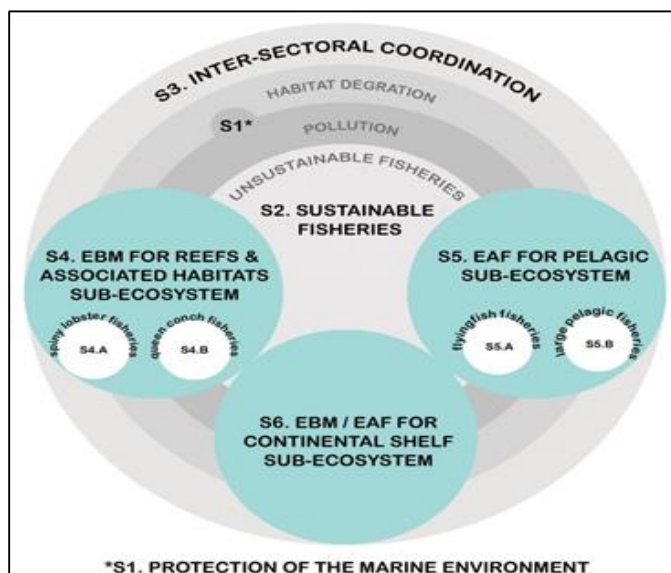 S3. INTER-SECTORAL COORDINATION
HABITAT DEGRATION
S1*
POLLUTION
UNSUSTAINABLE FISHERIES
S2. SUSTAINABLE
FISHERIES
S4. EBM FOR REEFS &
ASSOCIATED HABITATS
SUB-ECOSYSTEM
spiny lobster fisheries
S4.A
queen conch fisheries
S4.B
S5. EAF FOR PELAGIC
SUB-ECOSYSTEM
flyingfish fisheries
S5.A
large pelagic fisheries
S5.B
S6. EBM / EAF FOR
CONTINENTAL SHELF
SUB-ECOSYSTEM
*S1. PROTECTION OF THE MARINE ENVIRONMENT